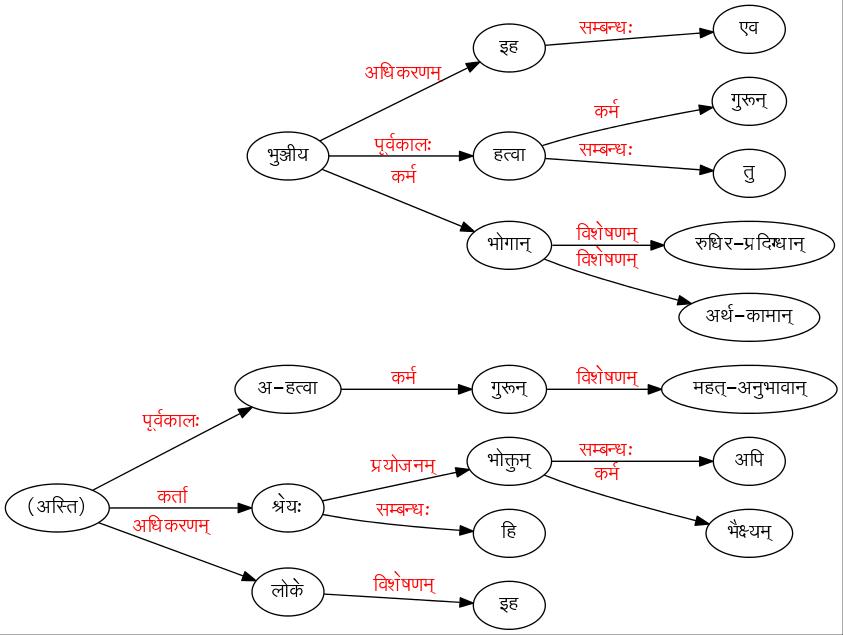 एव
सम्बन्धः
इह
अधिकरणम्
गुरून्
कर्म
भुञ्जीय
पूर्वकालः
हत्वा
सम्बन्धः
तु
कर्म
भोगान्
विशेषणम्
रुधिर-प्रदिग्धान्
विशेषणम्
अर्थ-कामान्
अ-हत्वा
कर्म
गुरून्
विशेषणम्
महत्-अनुभावान्
पूर्वकालः
प्रयोजनम्
भोक्तुम्
सम्बन्धः
अपि
कर्म
(अस्ति)
कर्ता
श्रेयः
सम्बन्धः
हि
भैक्ष्यम्
अधिकरणम्
लोके
विशेषणम्
इह